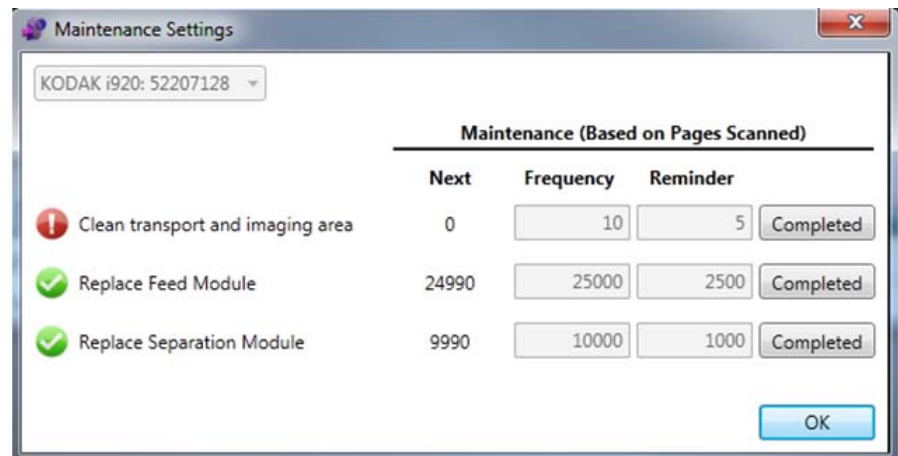 Maintenance Settings
KODAK i920: 52207128
Maintenance (Based on Pages Scanned)
Next Frequency Reminder
Clean transport and imaging area 0 10 5 Completed
Replace Feed Module 24990 25000 2500 Completed
Replace Separation Module 9990 10000 1000 Completed
OK